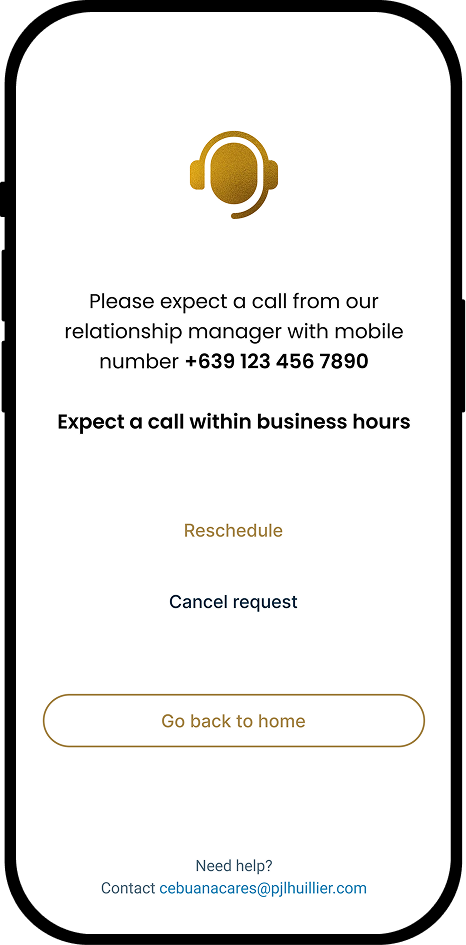 Please expect a call from our
relationship manager with mobile
number +639 123 456 7890
Expect a call within business hours
Reschedule
Cancel request
Go back to home
Need help?
Contact cebuanacares@pjlhuillier.com